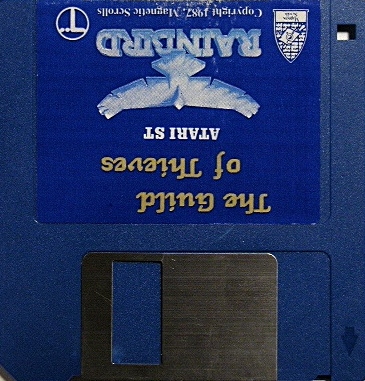 The Guild
of Thieves
ATARI ST
RAINBIRD
Copyright 1987, Magnetic Scrolls